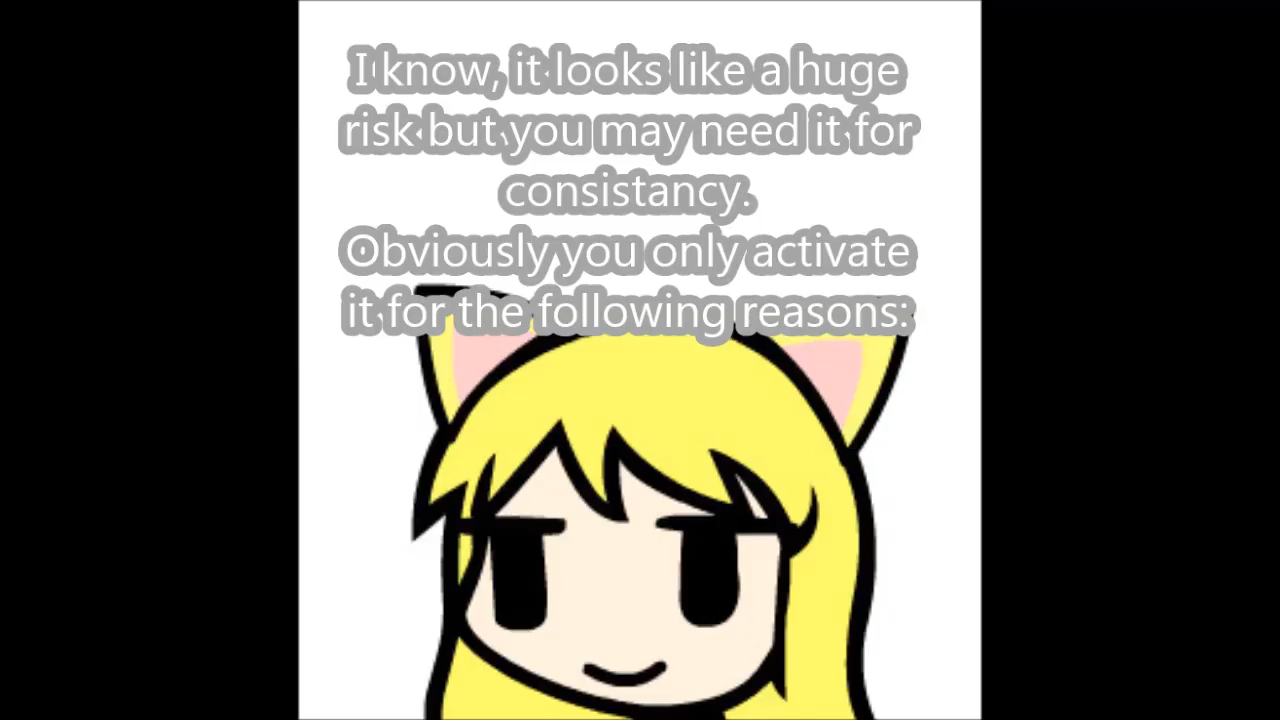 I know, it looks like a huge
risk but you may need it for
consistancy.
Obviously you only activate
it for the following reasons: